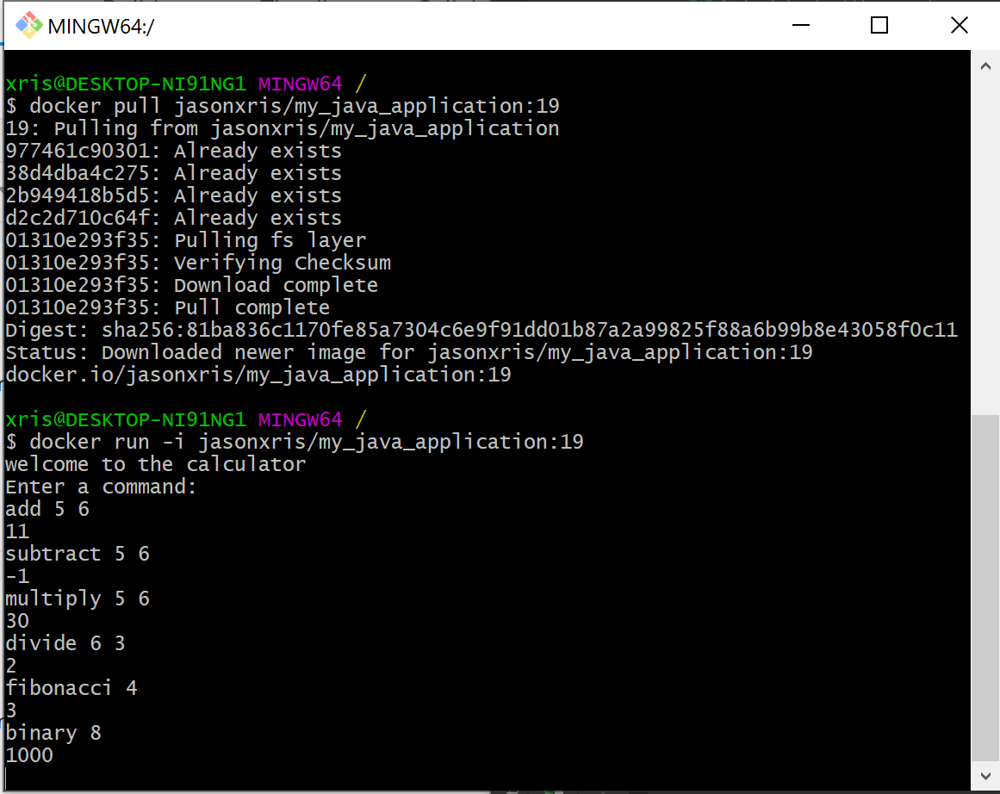 MINGW64:/
xris@DESKTOP-NI91NG1 MINGW64 /
$ docker pull jasonxris/my_java_application:19
19: Pulling from jasonxris/my_java_application
977461c90301: Already exists
38d4dba4c275: Already exists
2b949418b5d5: Already exists
d2c2d710c64f: Already exists
01310e293f35: Pulling fs layer
01310e293f35: Verifying Checksum
01310e293f35: Download complete
01310e293f35: Pull complete
Digest: sha256:81ba836c1170fe85a7304c6e9f91dd01b87a2a99825f88a6b99b8e43058f0c11
Status: Downloaded newer image for jasonxris/my_java_application:19
docker.io/jasonxris/my_java_application:19
xris@DESKTOP-NI91NG1 MINGW64 /
$ docker run -i jasonxris/my_java_application:19
welcome to the calculator
Enter a command:
add 5 6
11
subtract 5 6
-1
multiply 5 6
30
divide 6 3
2
fibonacci 4
3
binary 8
1000